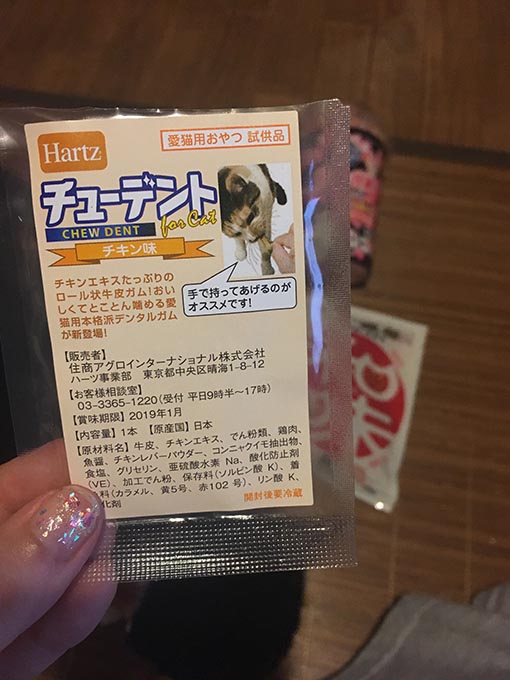 Hartz
愛猫用おやつ 試供品
チューデント
CHEW DENT
for Cat
チキン味
チキンエキスたっぷりの
ロール状牛皮ガム!おい
しくてとことん噛める愛
猫用本格派デンタルガム
が新登場!
手で持ってあげるのが
オススメです!
【販売者】
住商アグロインターナショナル株式会社
ハーツ事業部 東京都中央区晴海1-8-12
【お客様相談室】
03-3365-1220(受付 平日9時半〜17時)
【賞味期限】2019年1月
【内容量】1本 【原産国】日本
【原材料名】牛皮、チキンエキス、でん粉類、鶏肉、
魚醤、チキンレバーパウダー、コンニャクイモ抽出物、
食塩、グリセリン、亜硫酸水素 Na、酸化防止剤
(VE)、加工でん粉、保存料(ソルビン酸 K)、着
料(カラメル、黄5号、赤102 号)、リン酸 K、
化剤
開封後要冷蔵